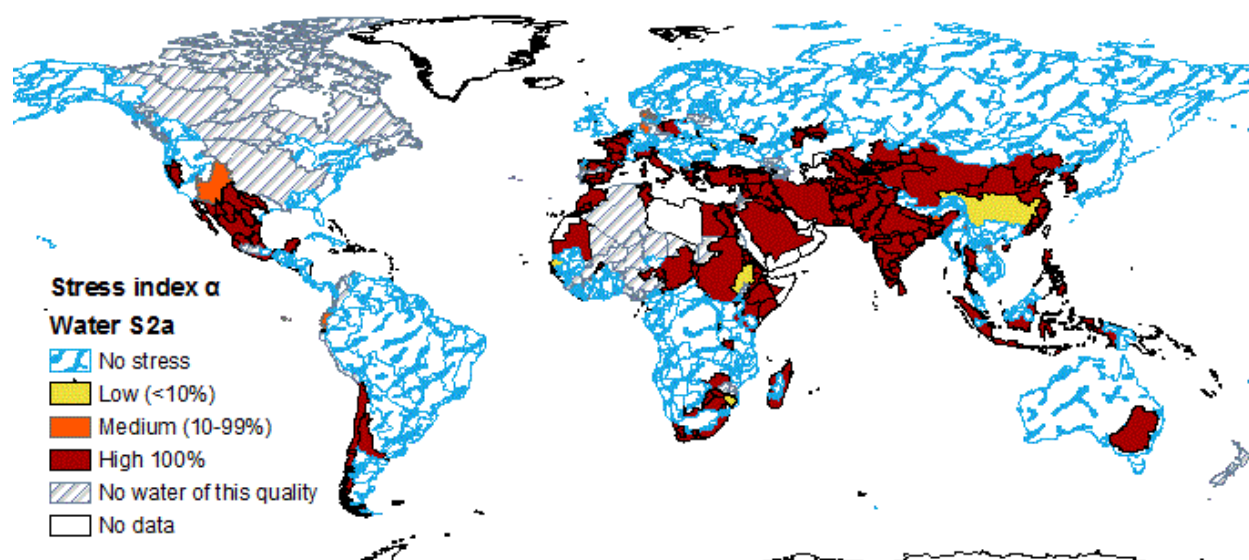 Stress index α
Water S2a
No stress
Low (<10%)
Medium (10-99%)
High 100%
No water of this quality
No data